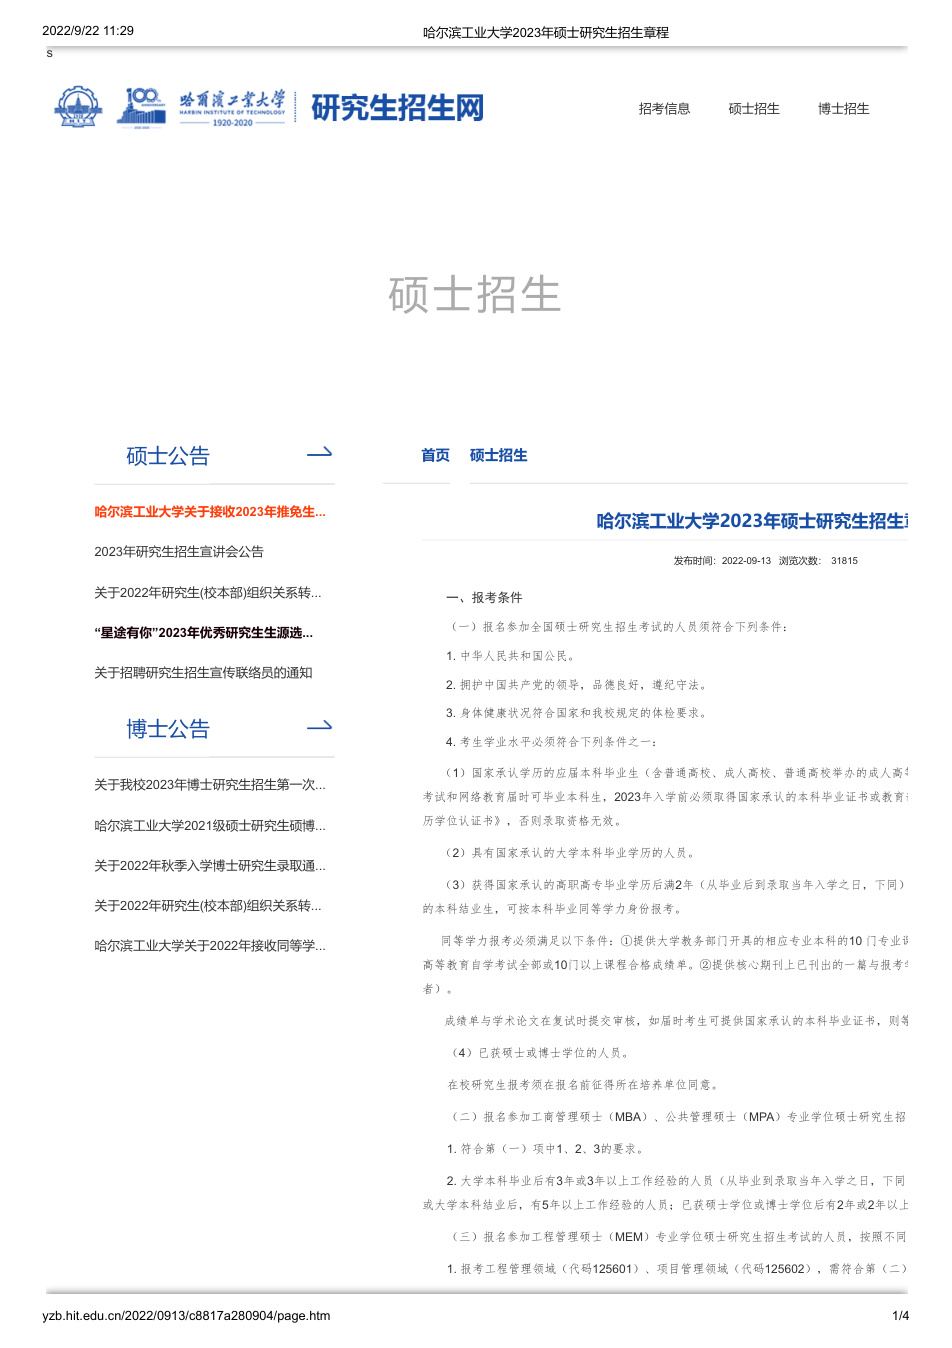 2022/9/22 11:29
哈尔滨工业大学2023年硕士研究生招生章程
s
100
哈爾濱工業大學
HARBIN INSTITUTE OF TECHNOLOGY
1920-2020
研究生招生网
招考信息 硕士招生 博士招生
硕士招生
硕士公告
哈尔滨工业大学关于接收2023年推免生...
2023年研究生招生宣讲会公告
关于2022年研究生(校本部)组织关系转...
“星途有你”2023年优秀研究生生源选...
关于招聘研究生招生宣传联络员的通知
博士公告
关于我校2023年博士研究生招生第一次...
哈尔滨工业大学2021级硕士研究生硕博...
关于2022年秋季入学博士研究生录取通...
关于2022年研究生(校本部)组织关系转...
哈尔滨工业大学关于2022年接收同等学...
首页 硕士招生
哈尔滨工业大学2023年硕士研究生招生章
发布时间：2022-09-13 浏览次数： 31815
一、报考条件
（一）报名参加全国硕士研究生招生考试的人员须符合下列条件：
1. 中华人民共和国公民。
2. 拥护中国共产党的领导，品德良好，遵纪守法。
3. 身体健康状况符合国家和我校规定的体检要求。
4. 考生学业水平必须符合下列条件之一：
（1）国家承认学历的应届本科毕业生（含普通高校、成人高校、普通高校举办的成人高等
考试和网络教育届时可毕业本科生，2023年入学前必须取得国家承认的本科毕业证书或教育
历学位认证书》，否则录取资格无效。
（2）具有国家承认的大学本科毕业学历的人员。
（3）获得国家承认的高职高专毕业学历后满2年（从毕业后到录取当年入学之日，下同）
的本科结业生，可按本科毕业同等学力身份报考。
同等学力报考必须满足以下条件：①提供大学教务部门开具的相应专业本科的10 门专业课
高等教育自学考试全部或10门以上课程合格成绩单。②提供核心期刊上已刊出的一篇与报考学
者）。
成绩单与学术论文在复试时提交审核，如届时考生可提供国家承认的本科毕业证书，则等
（4）已获硕士或博士学位的人员。
在校研究生报考须在报名前征得所在培养单位同意。
（二）报名参加工商管理硕士（MBA）、公共管理硕士（MPA）专业学位硕士研究生招
1. 符合第（一）项中1、2、3的要求。
2. 大学本科毕业后有3年或3年以上工作经验的人员（从毕业到录取当年入学之日，下同
或大学本科结业后，有5年以上工作经验的人员；已获硕士学位或博士学位后有2年或2年以上
（三）报名参加工程管理硕士（MEM）专业学位硕士研究生招生考试的人员，按照不同
1. 报考工程管理领域（代码125601）、项目管理领域（代码125602），需符合第（二）
yzb.hit.edu.cn/2022/0913/c8817a280904/page.htm
1/4